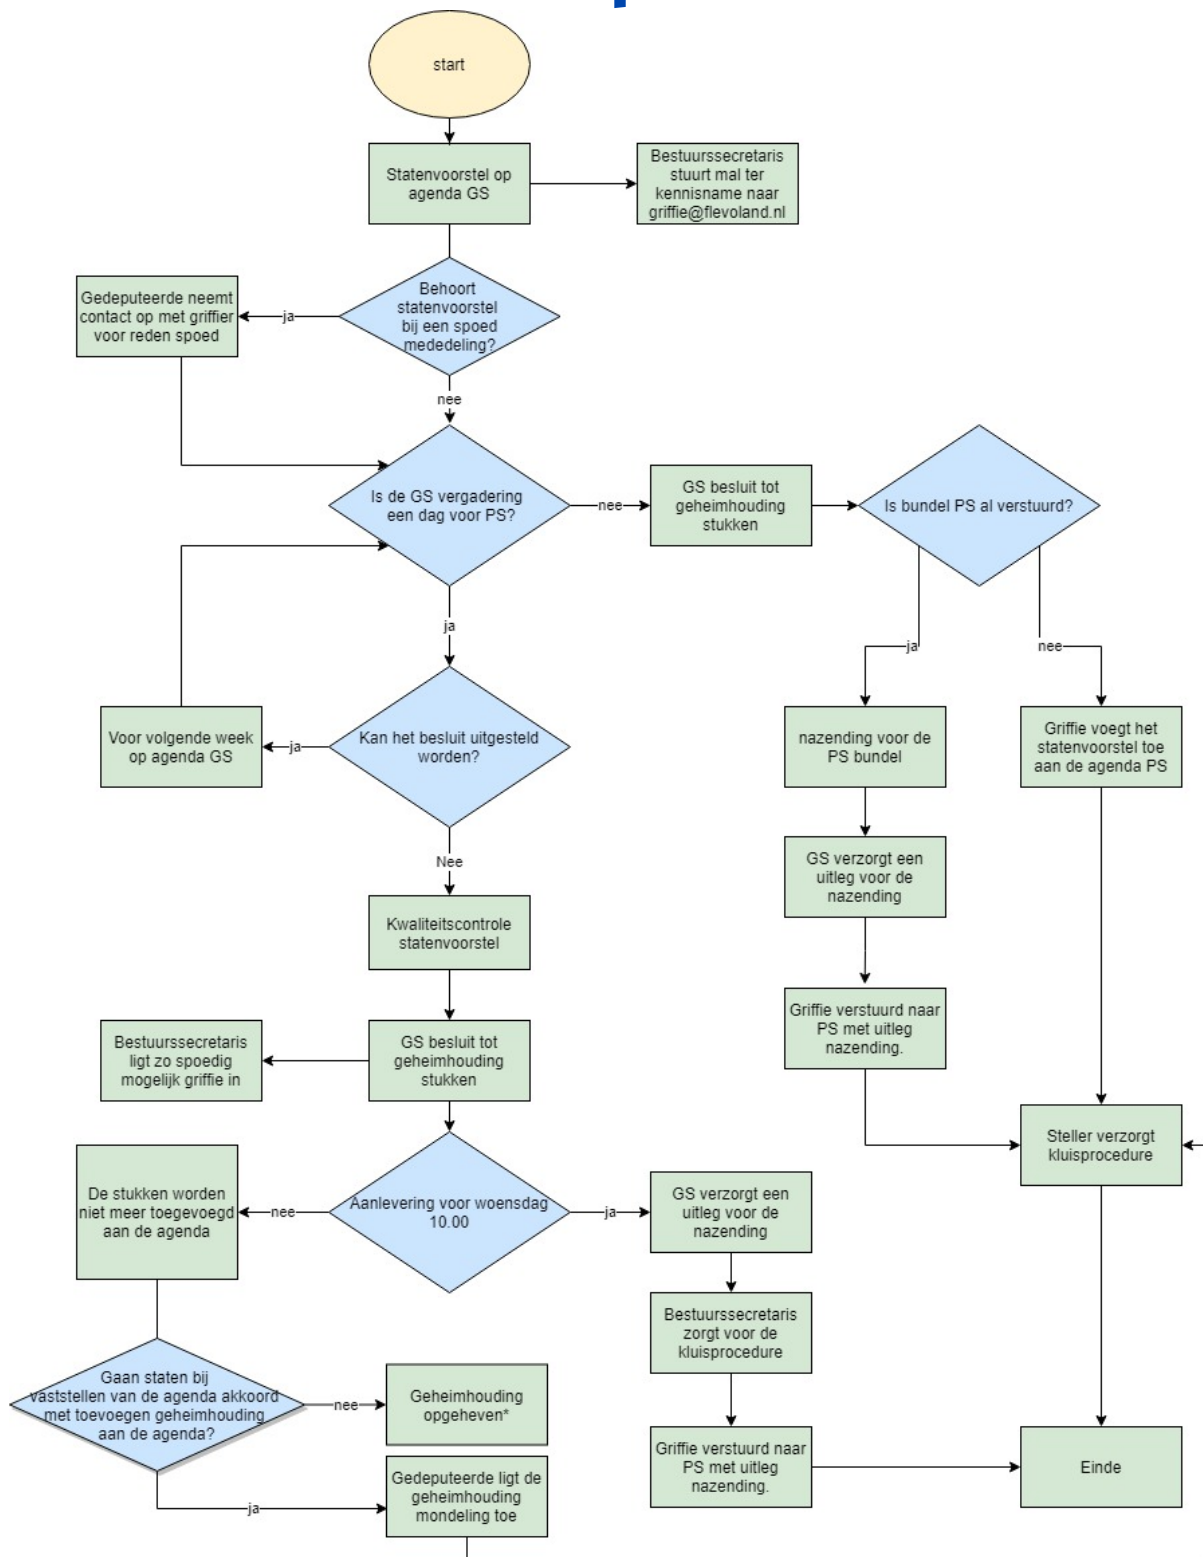 start
Statenvoorstel op
agenda GS
Bestuurssecretaris
stuurt mal ter
kennisname naar
griffie@flevoland.nl
Behoort
statenvoorstel
bij een spoed
mededeling?
ja
Gedeputeerde neemt
contact op met griffier
voor reden spoed
nee
Is de GS vergadering
een dag voor PS?
nee
GS besluit tot
geheimhouding
stukken
Is bundel PS al verstuurd?
ja
nee
ja
nazending voor de
PS bundel
Griffie voegt het
statenvoorstel toe
aan de agenda PS
Kan het besluit uitgesteld
worden?
ja
Voor volgende week
op agenda GS
GS verzorgt een
uitleg voor de
nazending
Nee
Kwaliteitscontrole
statenvoorstel
Griffie verstuurd naar
PS met uitleg
nazending.
GS besluit tot
geheimhouding
stukken
Bestuurssecretaris
ligt zo spoedig
mogelijk griffie in
Steller verzorgt
kluisprocedure
Aanlevering voor woensdag
10.00
nee
De stukken worden
niet meer toegevoegd
aan de agenda
ja
GS verzorgt een
uitleg voor de
nazending
Bestuurssecretaris
zorgt voor de
kluisprocedure
Gaan staten bij
vaststellen van de agenda akkoord
met toevoegen geheimhouding
aan de agenda?
nee
Geheimhouding
opgeheven*
Griffie verstuurd naar
PS met uitleg
nazending.
Einde
ja
Gedeputeerde ligt de
geheimhouding
mondeling toe